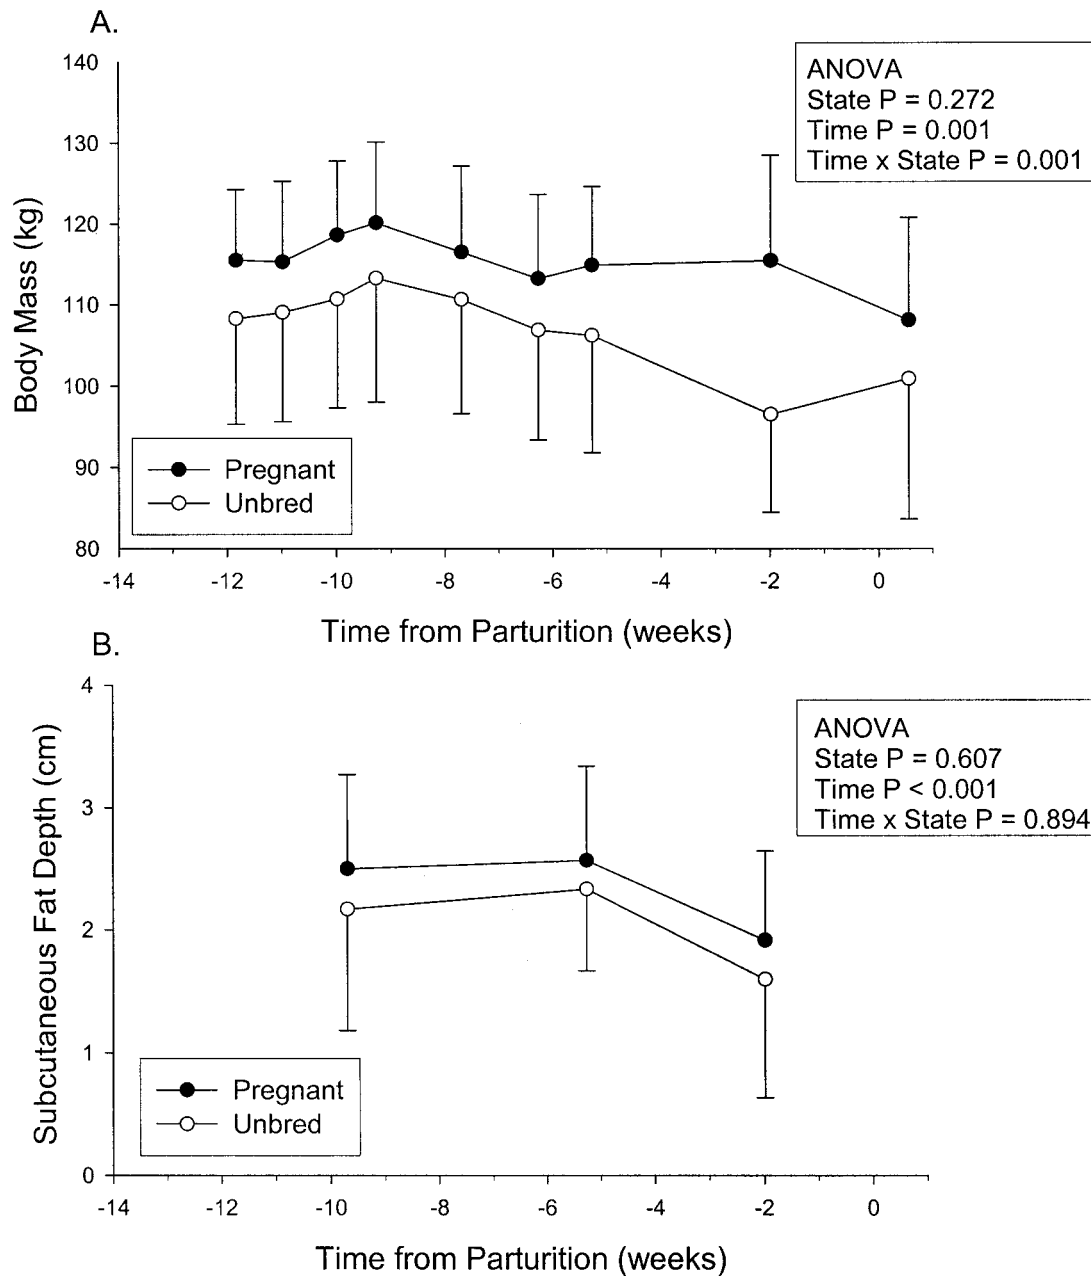 A.
140
130
120
110
100
90
80
Body Mass (kg)
ANOVA
State P = 0.272
Time P = 0.001
Time x State P = 0.001
Pregnant
Unbred
-14 -12 -10 -8 -6 -4 -2 0
Time from Parturition (weeks)
B.
4
3
2
1
0
Subcutaneous Fat Depth (cm)
ANOVA
State P = 0.607
Time P < 0.001
Time x State P = 0.894
Pregnant
Unbred
-14 -12 -10 -8 -6 -4 -2 0
Time from Parturition (weeks)